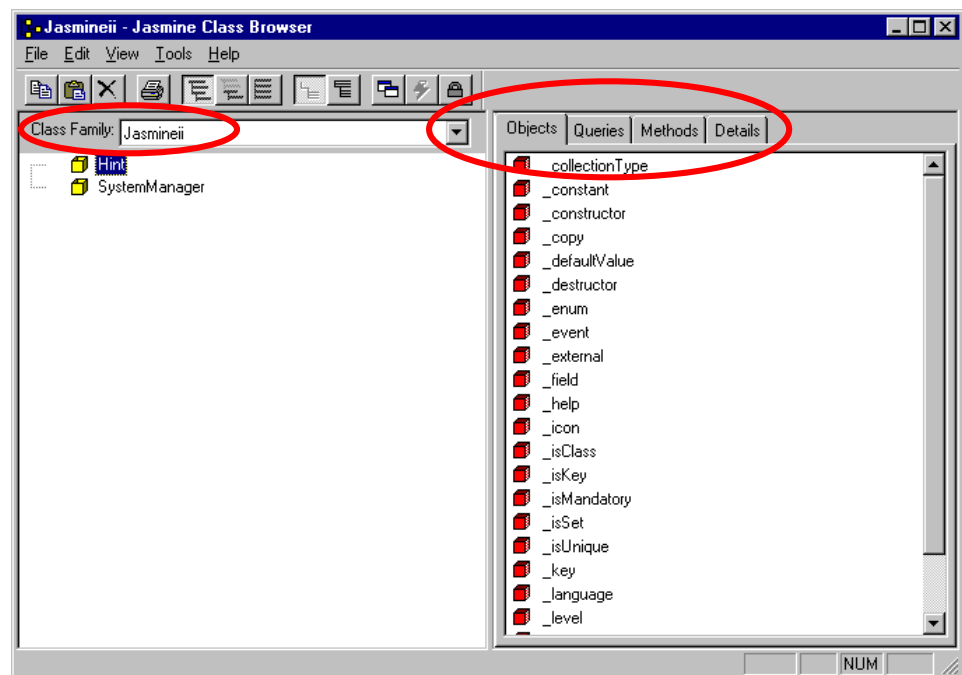 Jasmineii - Jasmine Class Browser
File Edit View Tools Help
Class Family: Jasmineii
Hint
SystemManager
Objects Queries Methods Details
_collectionType
_constant
_constructor
_copy
_defaultValue
_destructor
_enum
_event
_external
_field
_help
_icon
_isClass
_isKey
_isMandatory
_isSet
_isUnique
_key
_language
_level
NUM